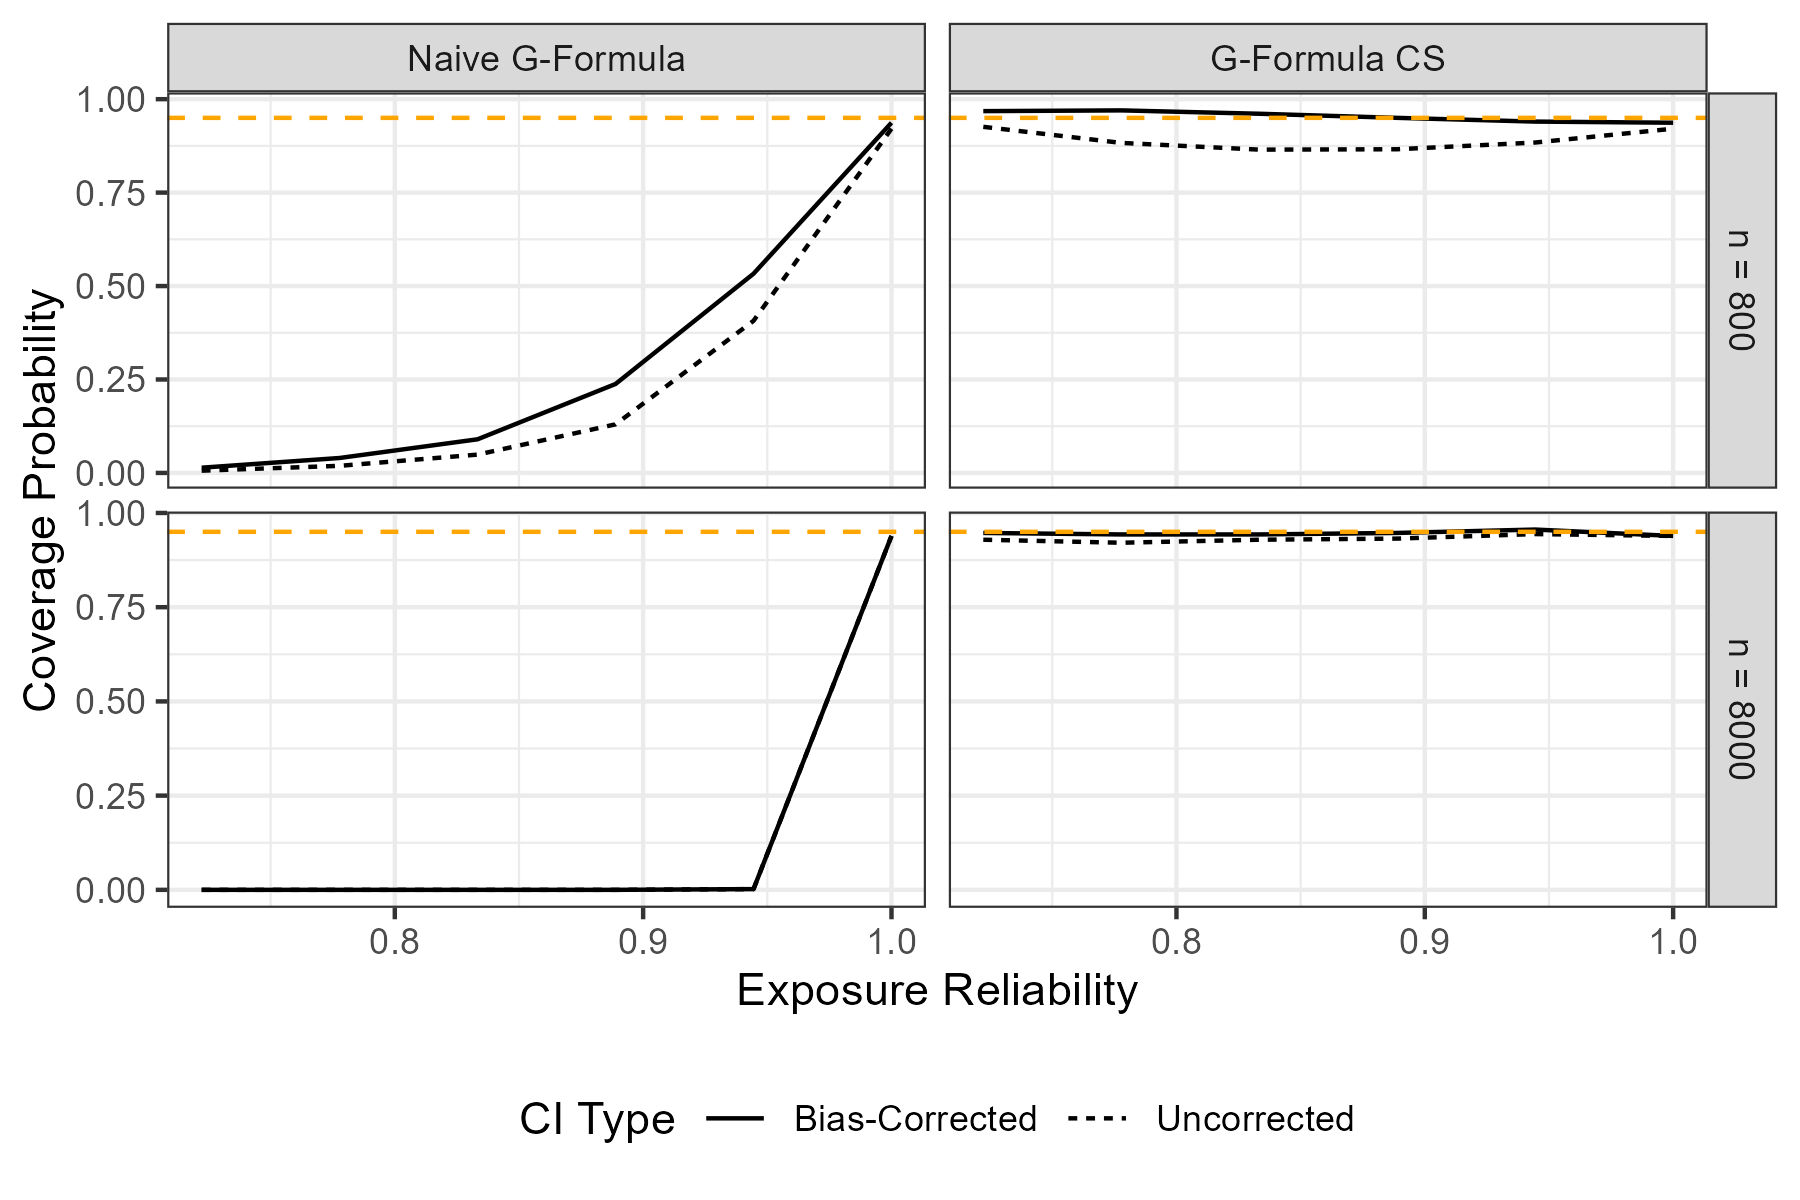 Naive G-Formula
G-Formula CS
1.00
0.75
0.50
0.25
0.00
n = 800
1.00
0.75
0.50
0.25
0.00
n = 8000
Coverage Probability
0.8
0.9
1.0
0.8
0.9
1.0
Exposure Reliability
CI Type
Bias-Corrected
Uncorrected